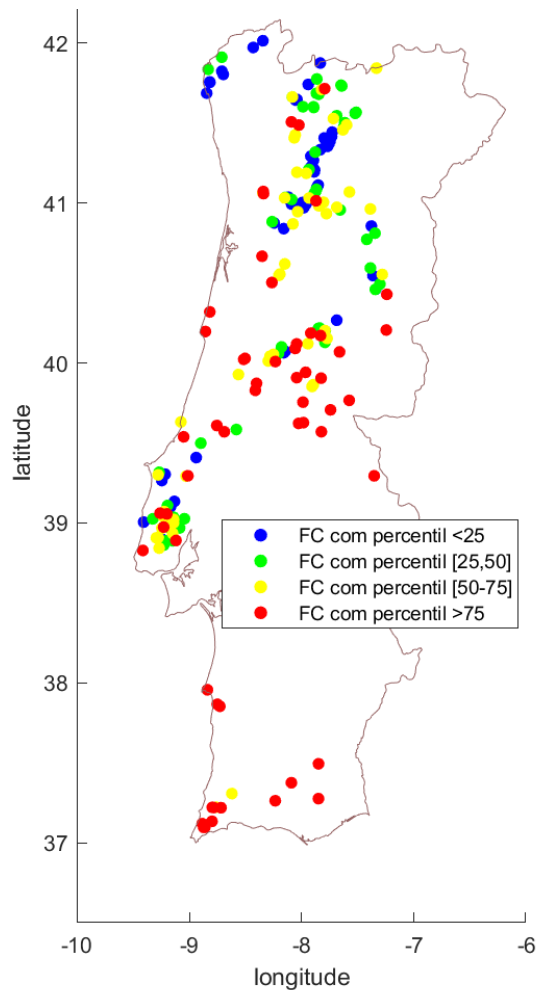 42
41
40
39
38
37
latitude
FC com percentil <25
FC com percentil [25,50]
FC com percentil [50-75]
FC com percentil >75
-10
-9
-8
-7
-6
longitude